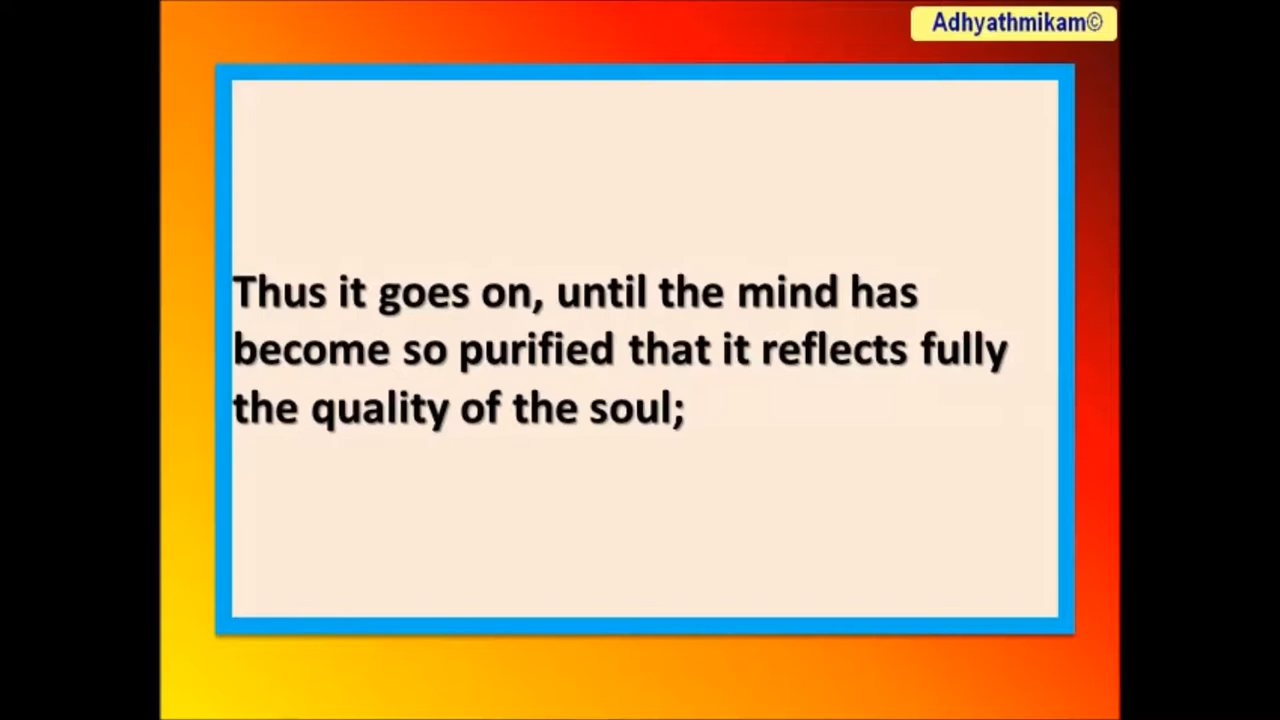 Adhyathmikam©
Thus it goes on, until the mind has
become so purified that it reflects fully
the quality of the soul;